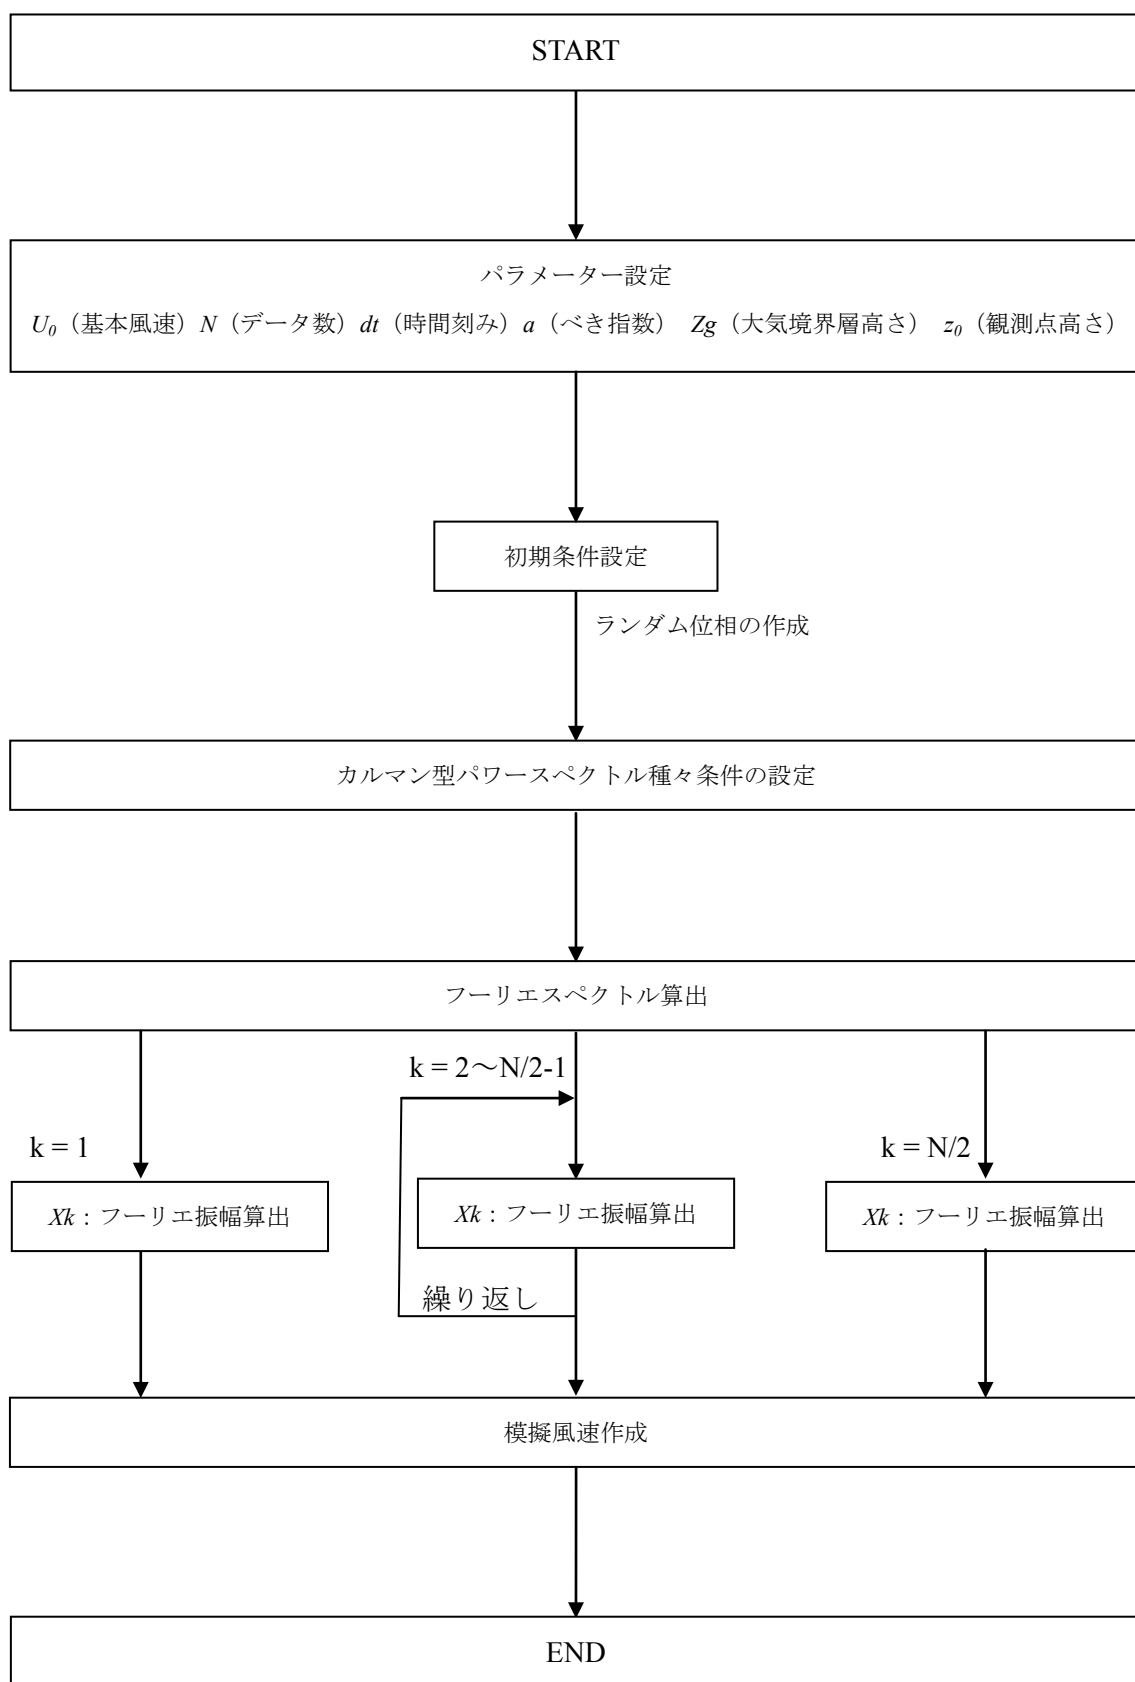 START
パラメーター設定
U₀（基本風速）N（データ数）dt（時間刻み）a（べき指数） Zg（大気境界層高さ） z₀（観測点高さ）
初期条件設定
ランダム位相の作成
カルマン型パワースペクトル種々条件の設定
フーリエスペクトル算出
k = 2～N/2-1
k = 1
k = N/2
Xk：フーリエ振幅算出
Xk：フーリエ振幅算出
Xk：フーリエ振幅算出
繰り返し
模擬風速作成
END